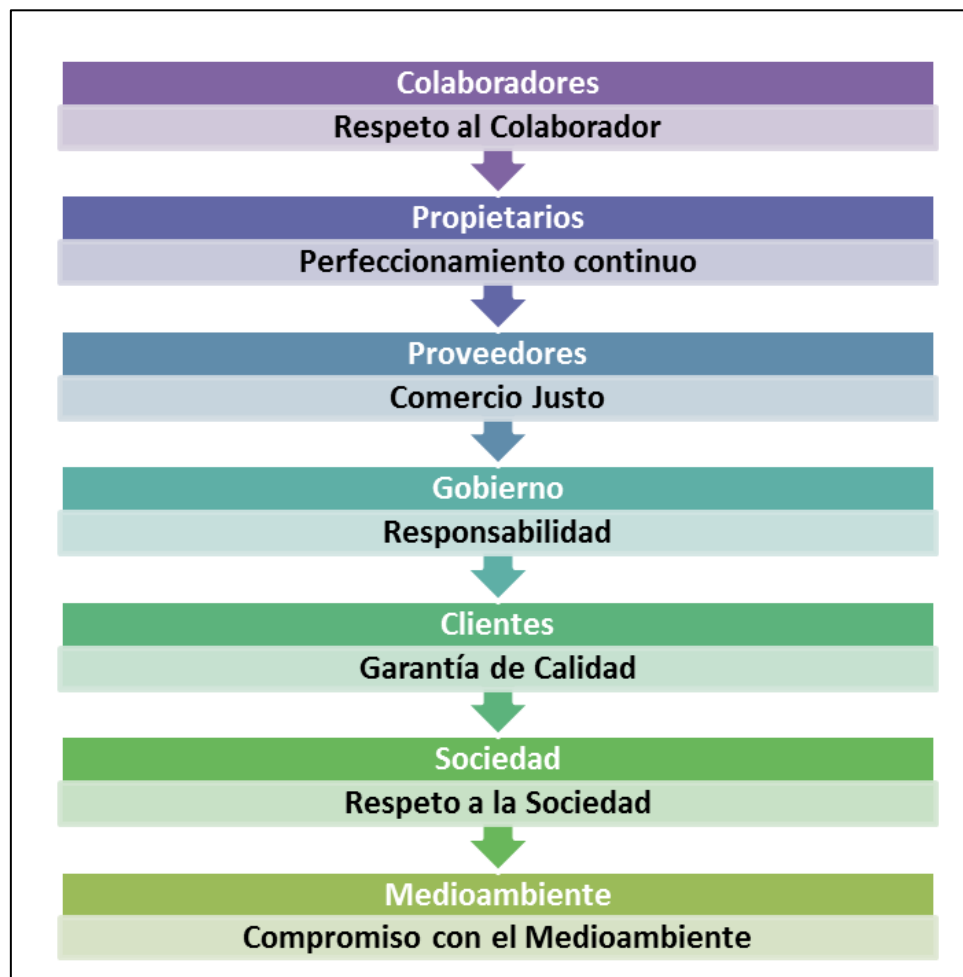 Colaboradores
Respeto al Colaborador
Propietarios
Perfeccionamiento continuo
Proveedores
Comercio Justo
Gobierno
Responsabilidad
Clientes
Garantía de Calidad
Sociedad
Respeto a la Sociedad
Medioambiente
Compromiso con el Medioambiente